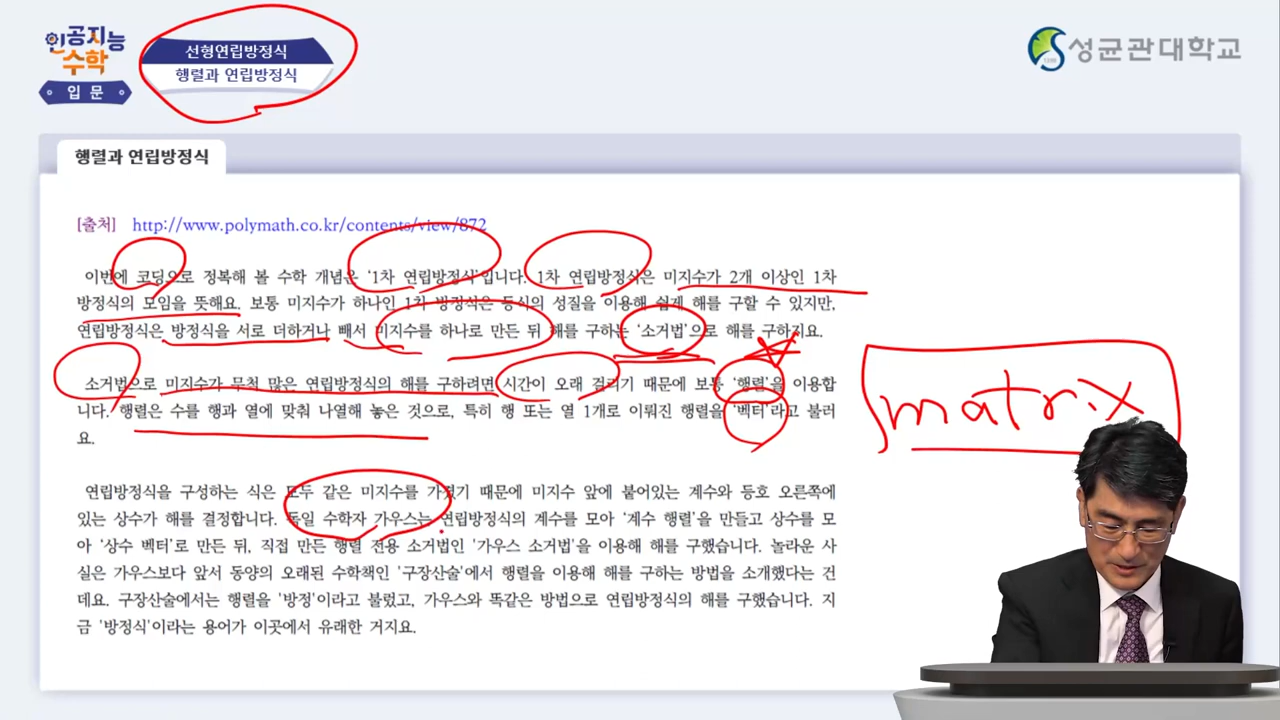 인공지능
수학
입 문
선형연립방정식
행렬과 연립방정식
성균관대학교
행렬과 연립방정식
[출처] http://www.polymath.co.kr/contents/view/872
이번에 코딩으로 정복해 볼 수학 개념은 '1차 연립방정식'입니다. 1차 연립방정식은 미지수가 2개 이상인 1차
방정식의 모임을 뜻해요. 보통 미지수가 하나인 1차 방정식은 등식의 성질을 이용해 쉽게 해를 구할 수 있지만,
연립방정식은 방정식을 서로 더하거나 빼서 미지수를 하나로 만든 뒤 해를 구하는 '소거법'으로 해를 구하지요.
소거법으로 미지수가 무척 많은 연립방정식의 해를 구하려면 시간이 오래 걸리기 때문에 보통 '행렬'을 이용합
니다. 행렬은 수를 행과 열에 맞춰 나열해 놓은 것으로, 특히 행 또는 열 1개로 이뤄진 행렬을 '벡터'라고 불러
요.
matrix
연립방정식을 구성하는 식은 모두 같은 미지수를 가졌기 때문에 미지수 앞에 붙어있는 계수와 등호 오른쪽에
있는 상수가 해를 결정합니다. 독일 수학자 가우스는 연립방정식의 계수를 모아 '계수 행렬'을 만들고 상수를 모
아 '상수 벡터'로 만든 뒤, 직접 만든 행렬 전용 소거법인 '가우스 소거법'을 이용해 해를 구했습니다. 놀라운 사
실은 가우스보다 앞서 동양의 오래된 수학책인 '구장산술'에서 행렬을 이용해 해를 구하는 방법을 소개했다는 건
데요. 구장산술에서는 행렬을 '방정'이라고 불렀고, 가우스와 똑같은 방법으로 연립방정식의 해를 구했습니다. 지
금 '방정식'이라는 용어가 이곳에서 유래한 거지요.